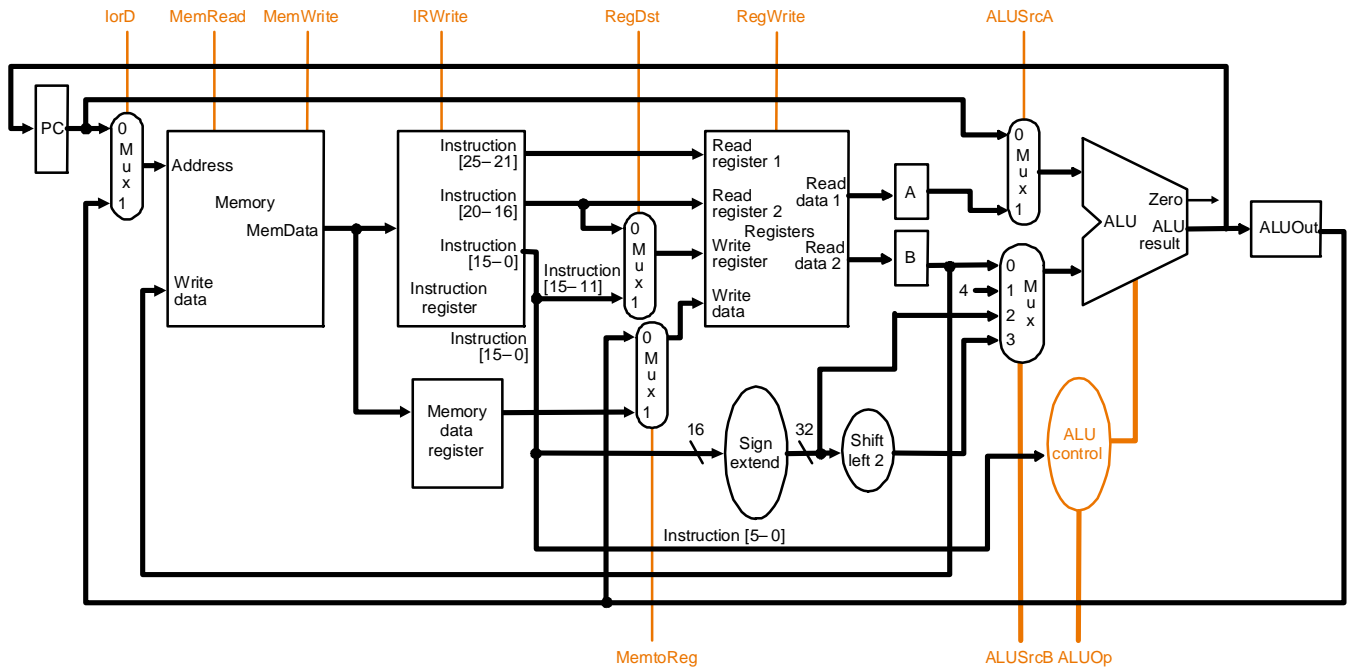 IorD
MemRead
MemWrite
IRWrite
RegDst
RegWrite
ALUSrcA
PC
0
M
u
x
1
Address
Memory
MemData
Write
data
Instruction
[25–21]
Instruction
[20–16]
Instruction
[15–0]
Instruction
register
Instruction
[15–11]
Instruction
[15–0]
0
M
u
x
1
0
M
u
x
1
Memory
data
register
Read
register 1
Read
register 2
Registers
Write
register
Write
data
Read
data 1
Read
data 2
A
B
4
0
M
u
x
1
0
1
2
3
M
u
x
Zero
ALU
ALU
result
ALUOut
16
Sign
extend
32
Shift
left 2
ALU
control
Instruction [5–0]
MemtoReg
ALUSrcB
ALUOp